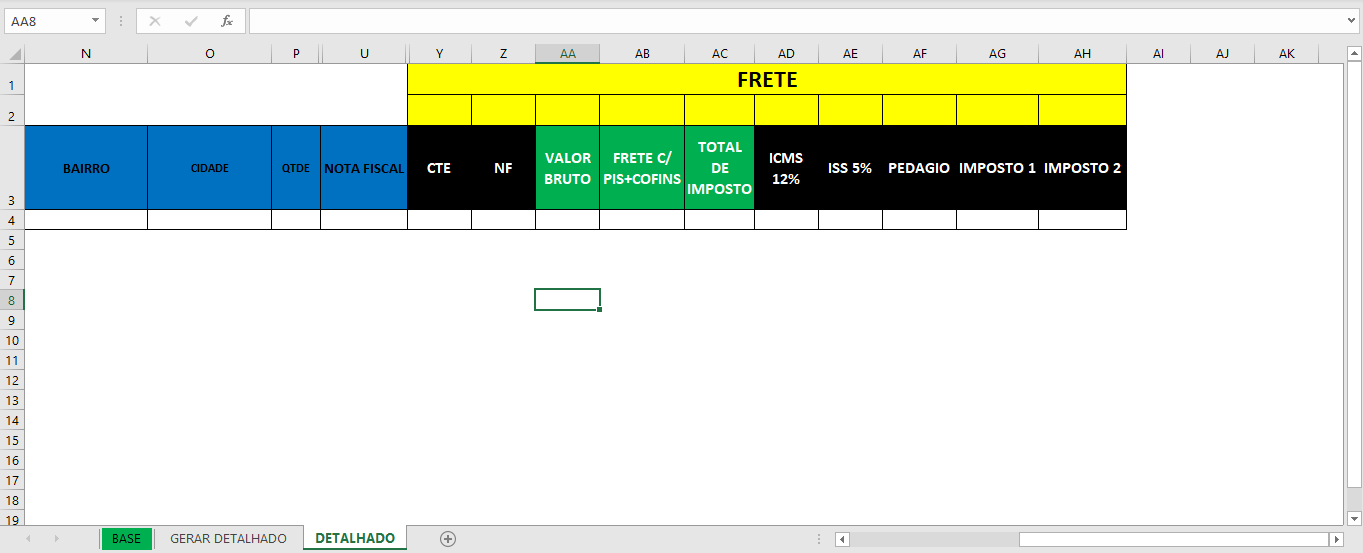 AA8
fx
N O P U Y Z AA AB AC AD AE AF AG AH AI AJ AK
1 FRETE
2
3 BAIRRO CIDADE QTDE NOTA FISCAL CTE NF VALOR BRUTO FRETE C/ PIS+COFINS TOTAL DE IMPOSTO ICMS 12% ISS 5% PEDAGIO IMPOSTO 1 IMPOSTO 2
4
5
6
7
8
9
10
11
12
13
14
15
16
17
18
19
BASE GERAR DETALHADO DETALHADO